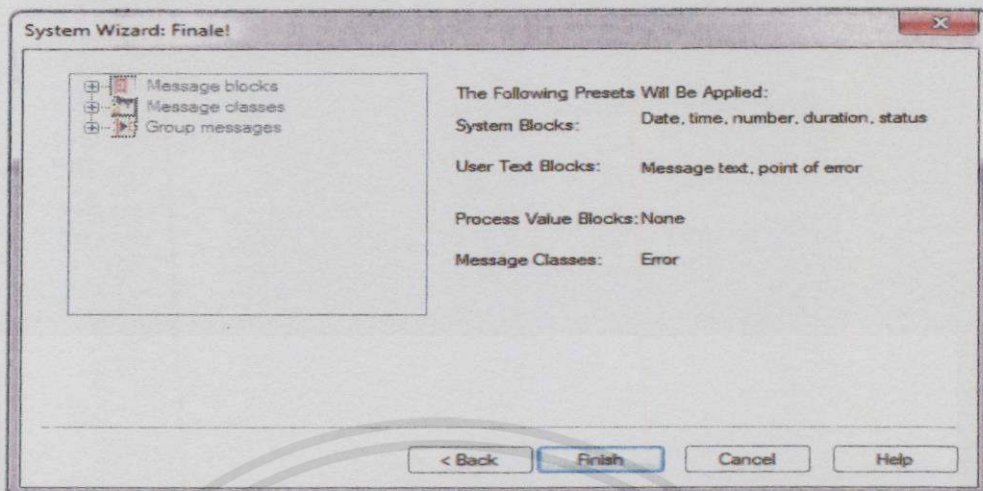 System Wizard: Finale!
Message blocks
Message classes
Group messages
The Following Presets Will Be Applied:
System Blocks: Date, time, number, duration, status
User Text Blocks: Message text, point of error
Process Value Blocks: None
Message Classes: Error
< Back Finish Cancel Help